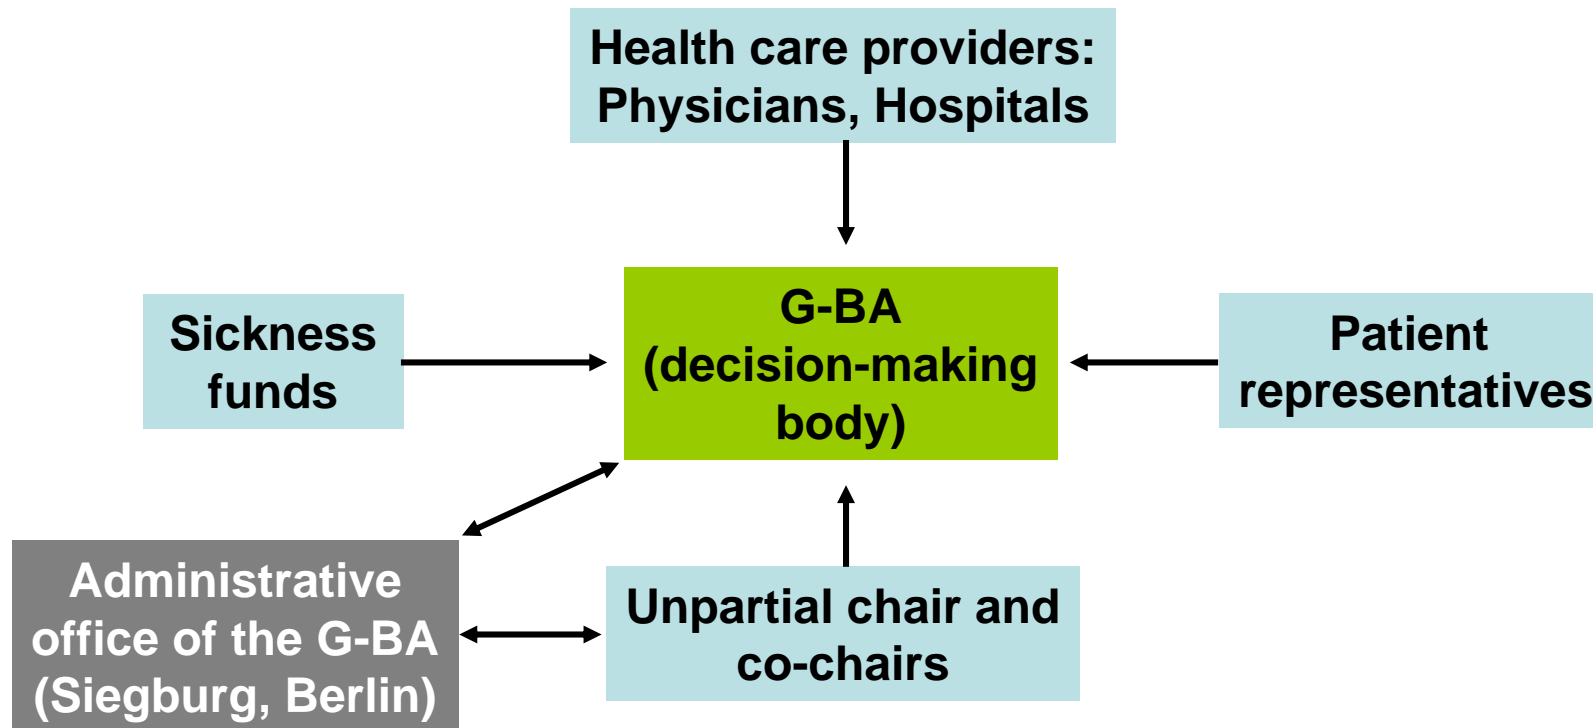 Health care providers:
Physicians, Hospitals
Sickness
funds
G-BA
(decision-making
body)
Patient
representatives
Administrative
office of the G-BA
(Siegburg, Berlin)
Unpartial chair and
co-chairs